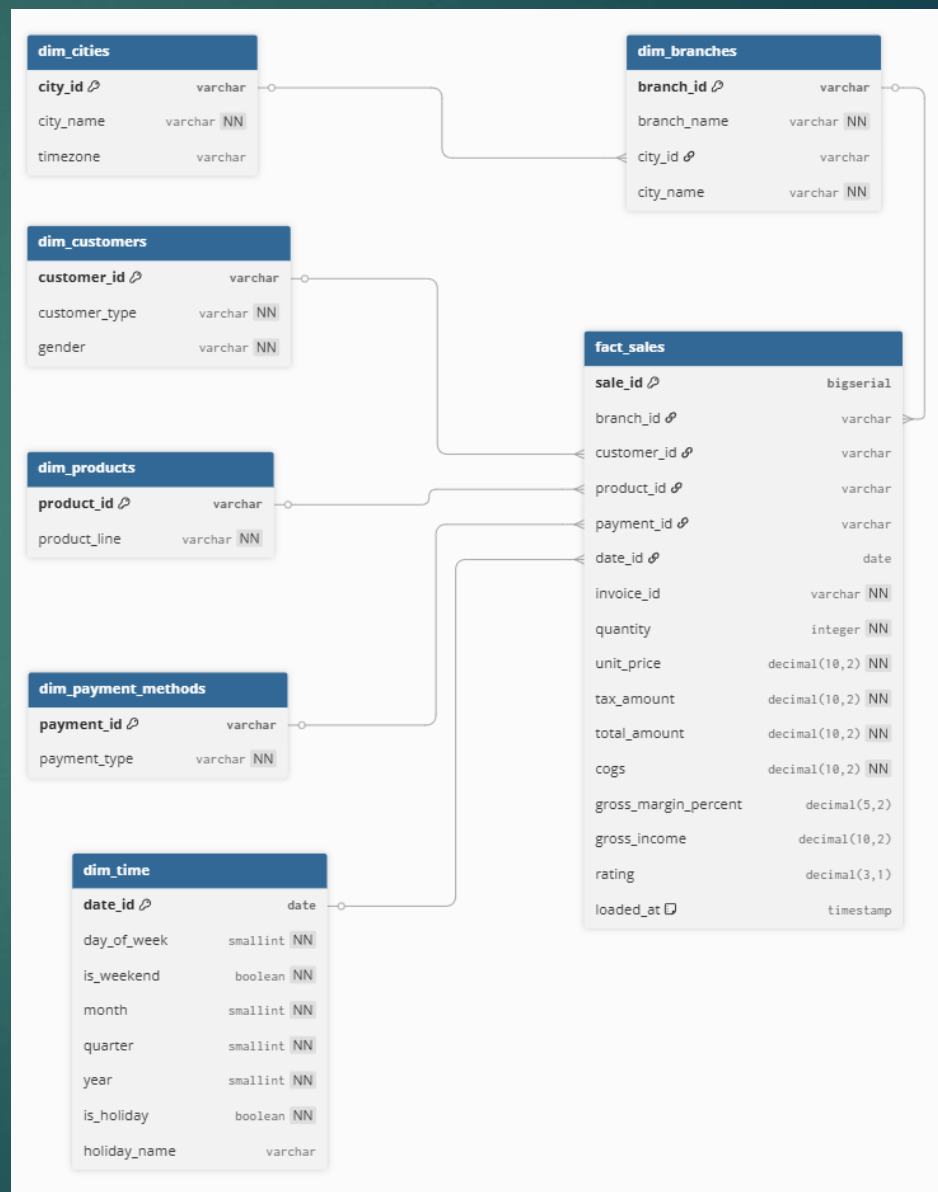 dim_cities
city_id varchar
city_name varchar NN
timezone varchar
dim_branches
branch_id varchar
branch_name varchar NN
city_id varchar
city_name varchar NN
dim_customers
customer_id varchar
customer_type varchar NN
gender varchar NN
fact_sales
sale_id bigserial
branch_id varchar
customer_id varchar
product_id varchar
payment_id varchar
date_id date
invoice_id varchar NN
quantity integer NN
unit_price decimal(10,2) NN
tax_amount decimal(10,2) NN
total_amount decimal(10,2) NN
cogs decimal(10,2) NN
gross_margin_percent decimal(5,2)
gross_income decimal(10,2)
rating decimal(3,1)
loaded_at timestamp
dim_products
product_id varchar
product_line varchar NN
dim_payment_methods
payment_id varchar
payment_type varchar NN
dim_time
date_id date
day_of_week smallint NN
is_weekend boolean NN
month smallint NN
quarter smallint NN
year smallint NN
is_holiday boolean NN
holiday_name varchar